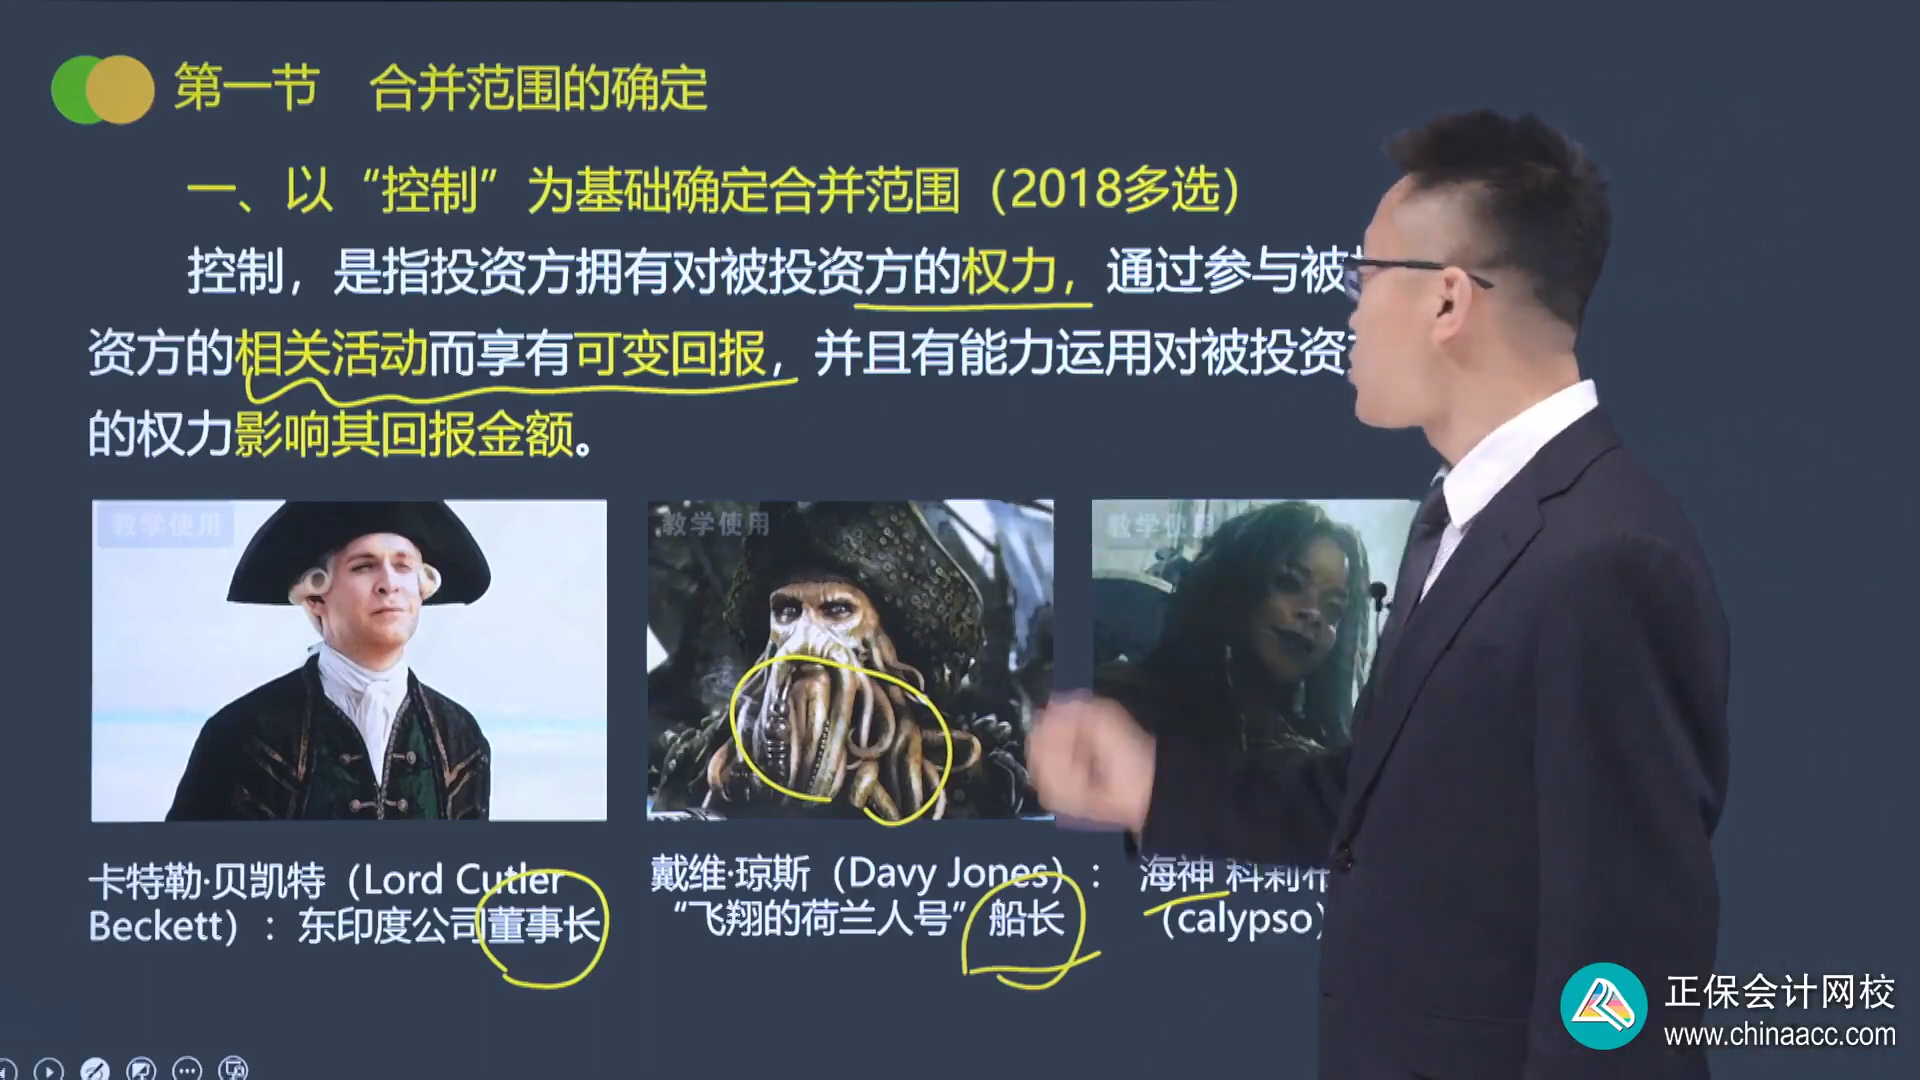 第一节 合并范围的确定
一、以“控制”为基础确定合并范围（2018多选）
控制，是指投资方拥有对被投资方的权力，通过参与被
资方的相关活动而享有可变回报，并且有能力运用对被投资
的权力影响其回报金额。
教学使用
教学使用
教学使用
卡特勒·贝凯特（Lord Cutler
Beckett）：东印度公司董事长
戴维·琼斯（Davy Jones）：
“飞翔的荷兰人号”船长
海神 科莉布
（calypso）
正保会计网校
www.chinaacc.com